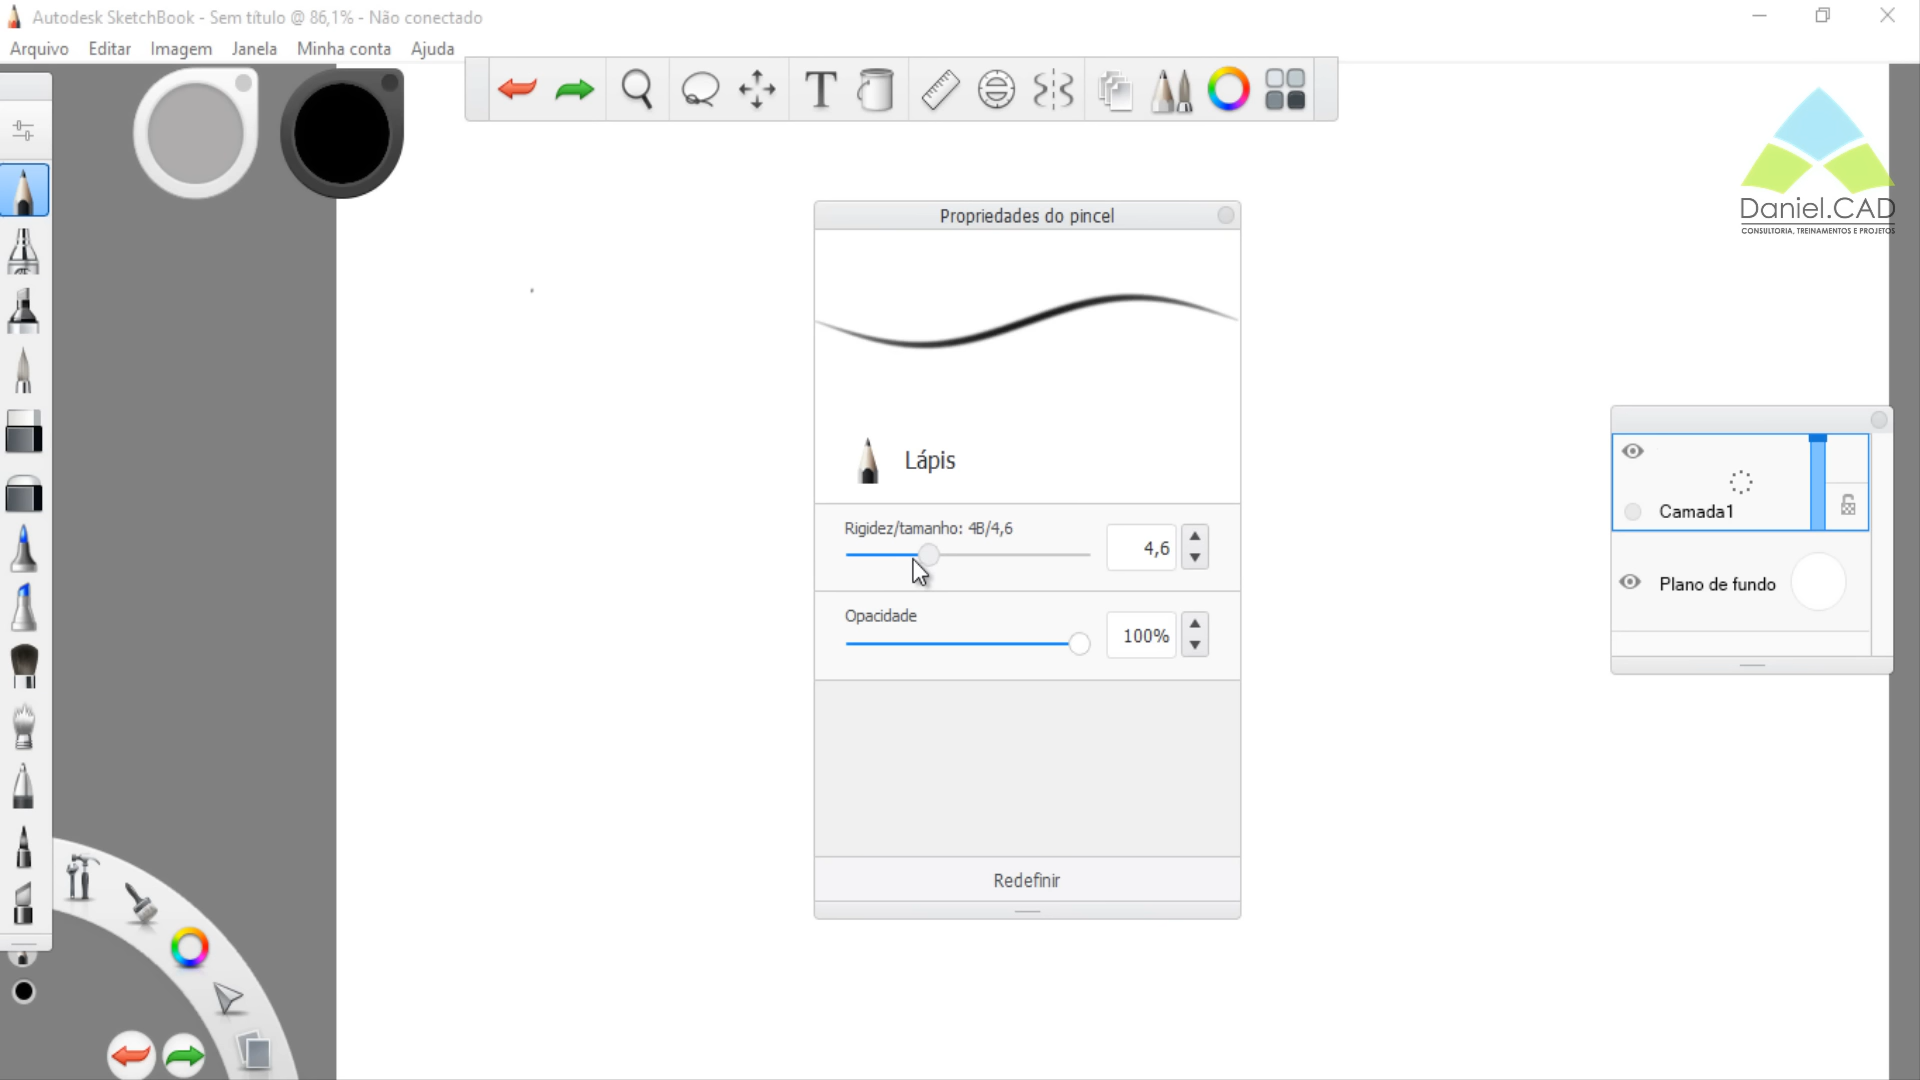 Autodesk SketchBook - Sem título @ 86,1% - Não conectado
Arquivo Editar Imagem Janela Minha conta Ajuda
T
Daniel.CAD
CONSULTORIA, TREINAMENTOS E PROJETOS
Propriedades do pincel
Lápis
Rigidez/tamanho: 4B/4,6
4,6
Opacidade
100%
Redefinir
Camada1
Plano de fundo